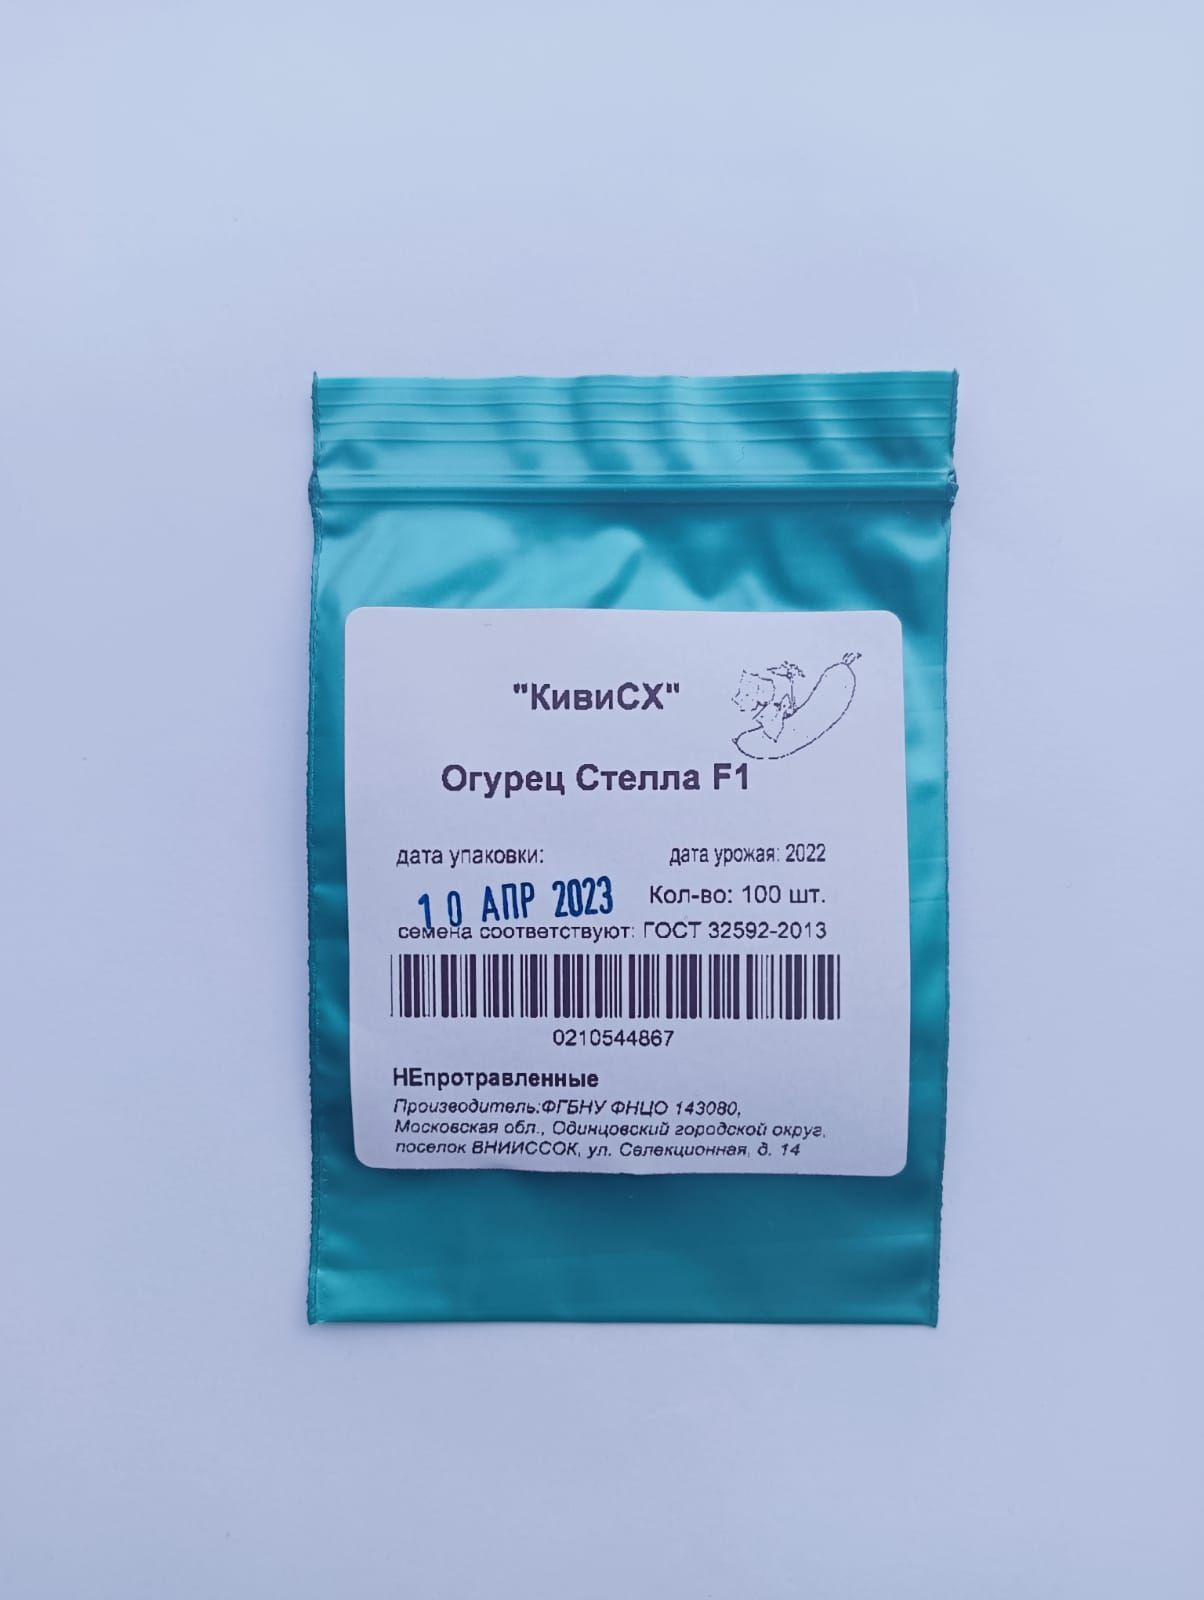 "КивиСХ"
Огурец Стелла F1
дата упаковки:
дата урожая: 2022
10 АПР 2023
Кол-во: 100 шт.
семена соответствуют: ГОСТ 32592-2013
0210544867
НЕпротравленные
Производитель:ФГБНУ ФНЦО 143080,
Московская обл., Одинцовский городской округ,
поселок ВНИИССОК, ул. Селекционная, д. 14